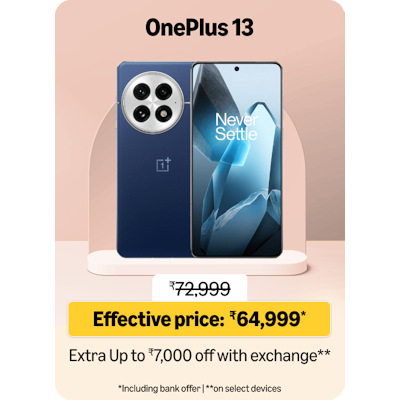 OnePlus 13
Never
Settle
₹72,999
Effective price: ₹64,999*
Extra Up to ₹7,000 off with exchange**
*Including bank offer | **on select devices